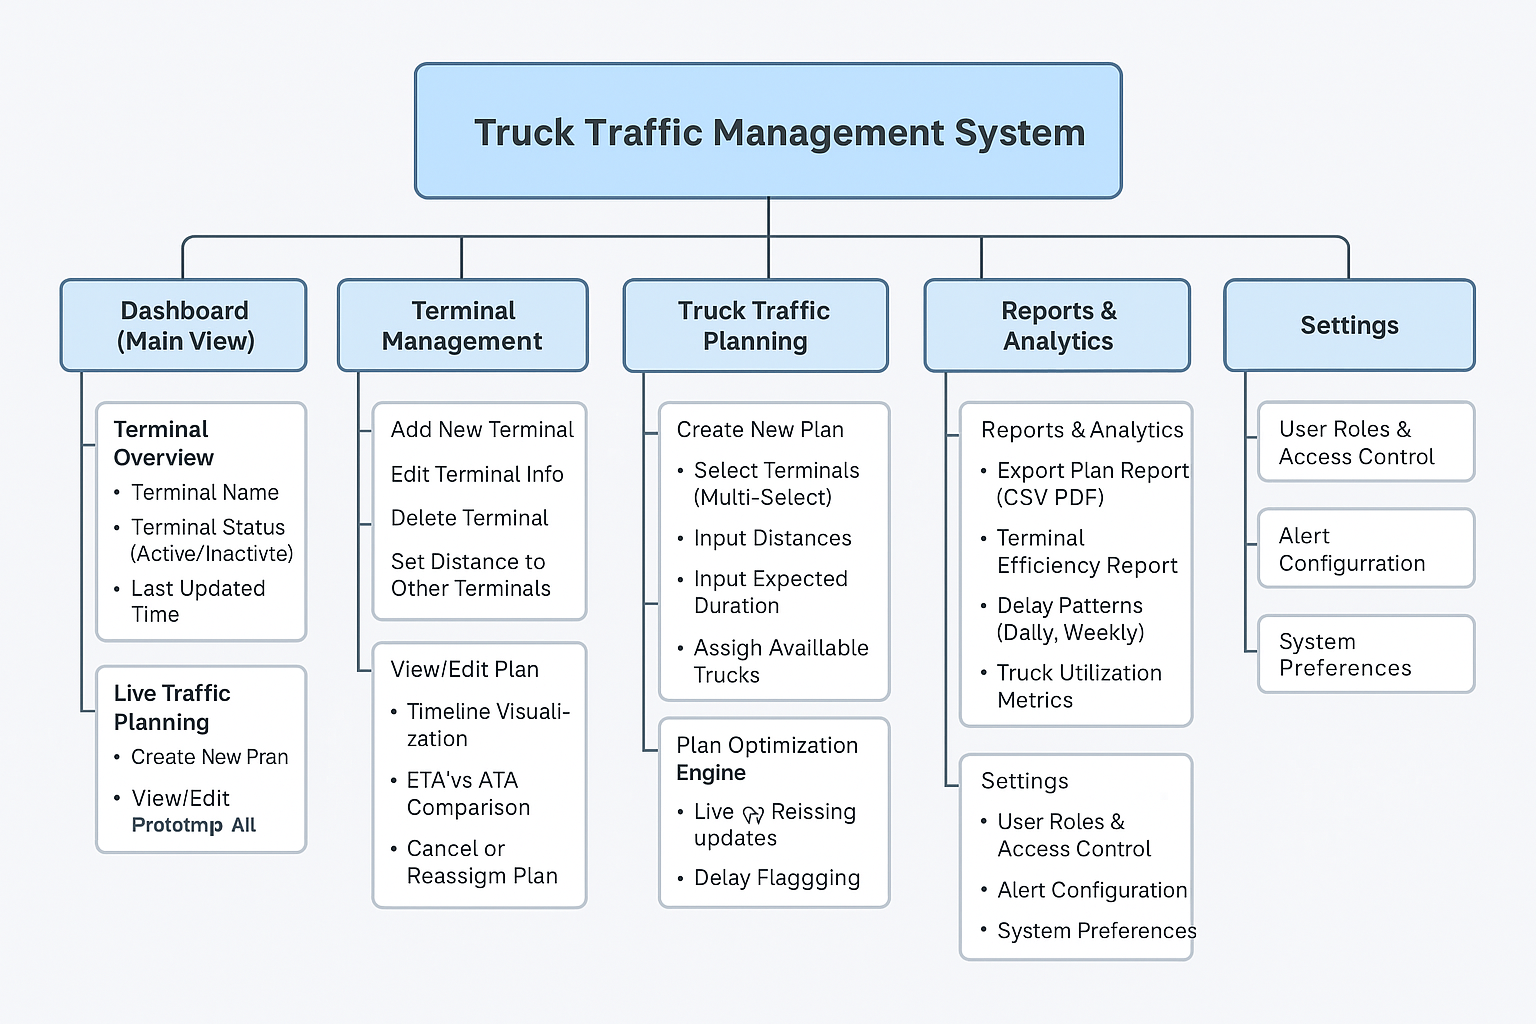 Truck Traffic Management System
Dashboard
(Main View)
Terminal
Overview
• Terminal Name
• Terminal Status
(Active/Inactivte)
• Last Updated
Time
Live Traffic
Planning
• Create New Pran
• View/Edit
Prototmp All
Terminal
Management
Add New Terminal
Edit Terminal Info
Delete Terminal
Set Distance to
Other Terminals
View/Edit Plan
• Timeline Visuali-
zation
• ETA'vs ATA
Comparison
• Cancel or
Reassigm Plan
Truck Traffic
Planning
Create New Plan
• Select Terminals
(Multi-Select)
• Input Distances
• Input Expected
Duration
• Assigh Availlable
Trucks
Plan Optimization
Engine
• Live Reissing
updates
• Delay Flaggging
Reports &
Analytics
Reports & Analytics
• Export Plan Report
(CSV PDF)
• Terminal
Efficiency Report
• Delay Patterns
(Dally, Weekly)
• Truck Utilization
Metrics
Settings
• User Roles &
Access Control
• Alert Configuration
• System Preferences
Settings
User Roles &
Access Control
Alert
Configurration
System
Preferences